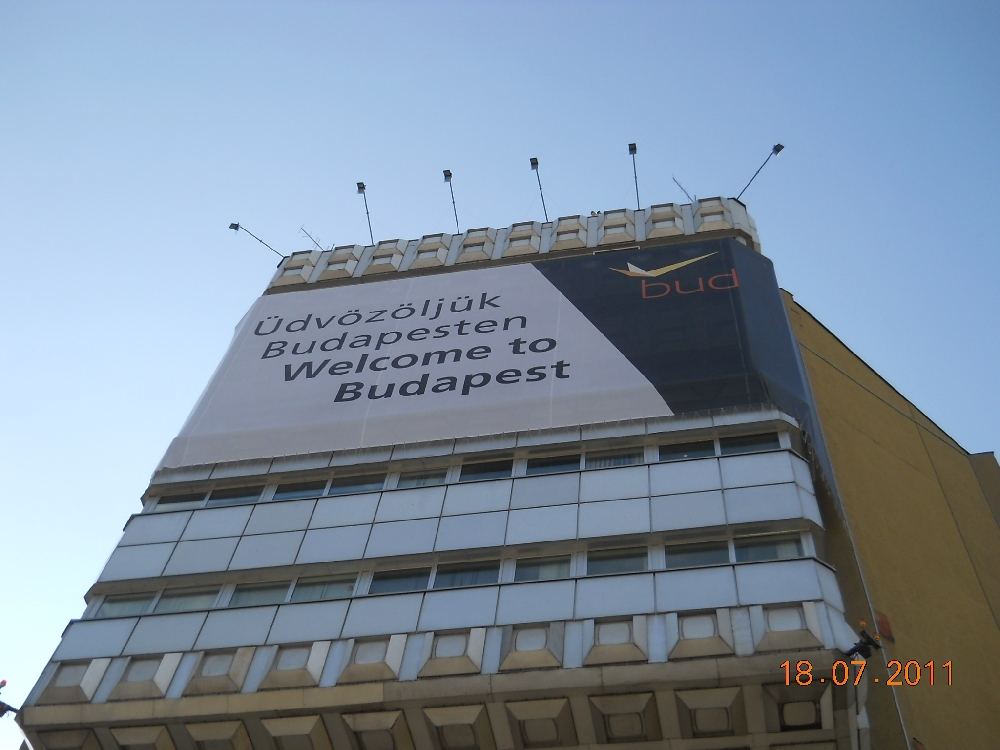 Üdvözöljük
Budapesten
Welcome to
Budapest
bud
18.07.2011